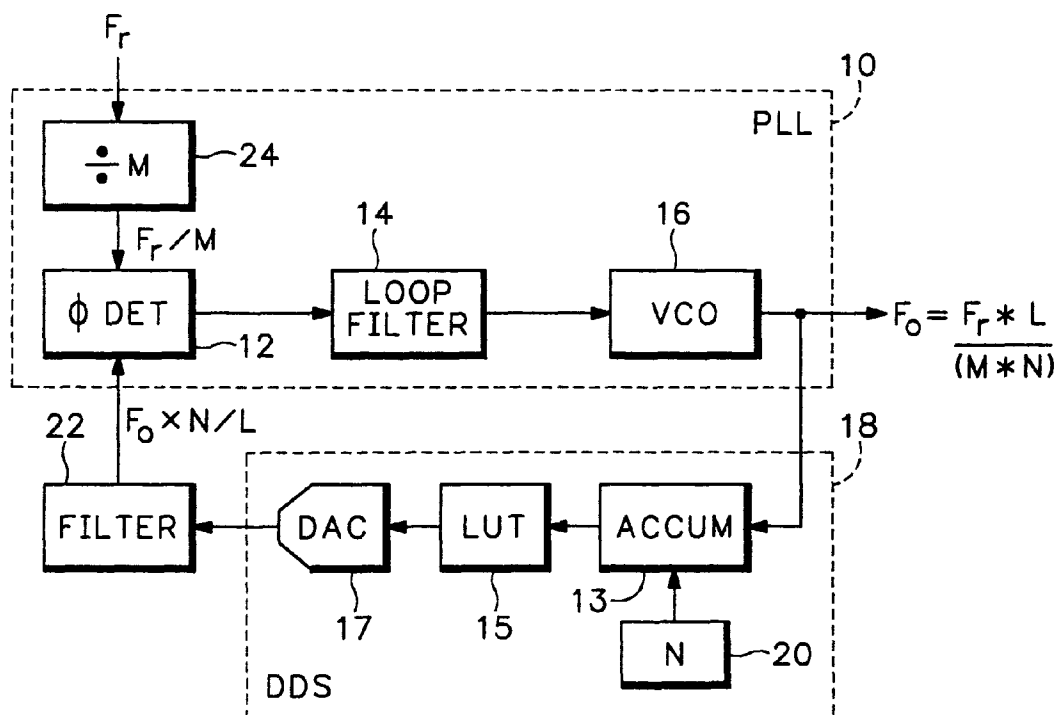 Fr
10
PLL
÷ M
24
Fr/M
14
16
ϕ DET
LOOP
FILTER
VCO
Fo = Fr * L
(M * N)
12
Fo × N/L
22
18
FILTER
DAC
LUT
ACCUM
17
15
13
N
20
DDS